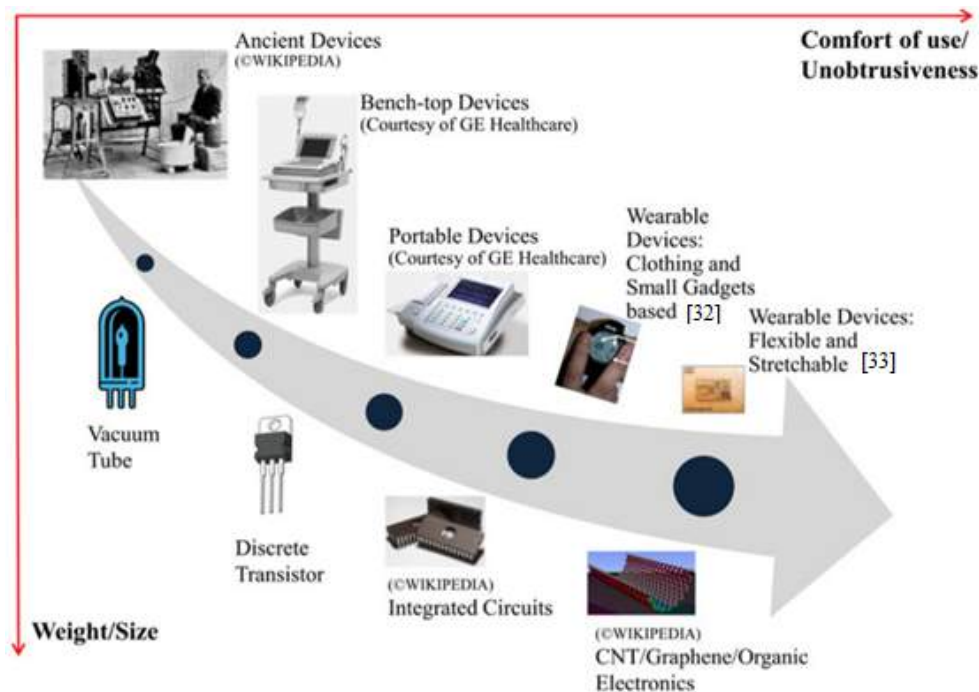 Ancient Devices
(©WIKIPEDIA)
Comfort of use/
Unobtrusiveness
Bench-top Devices
(Courtesy of GE Healthcare)
Portable Devices
(Courtesy of GE Healthcare)
Wearable
Devices:
Clothing and
Small Gadgets
based [32]
Wearable Devices:
Flexible and
Stretchable [33]
Vacuum
Tube
Discrete
Transistor
(©WIKIPEDIA)
Integrated Circuits
(©WIKIPEDIA)
CNT/Graphene/Organic
Electronics
Weight/Size